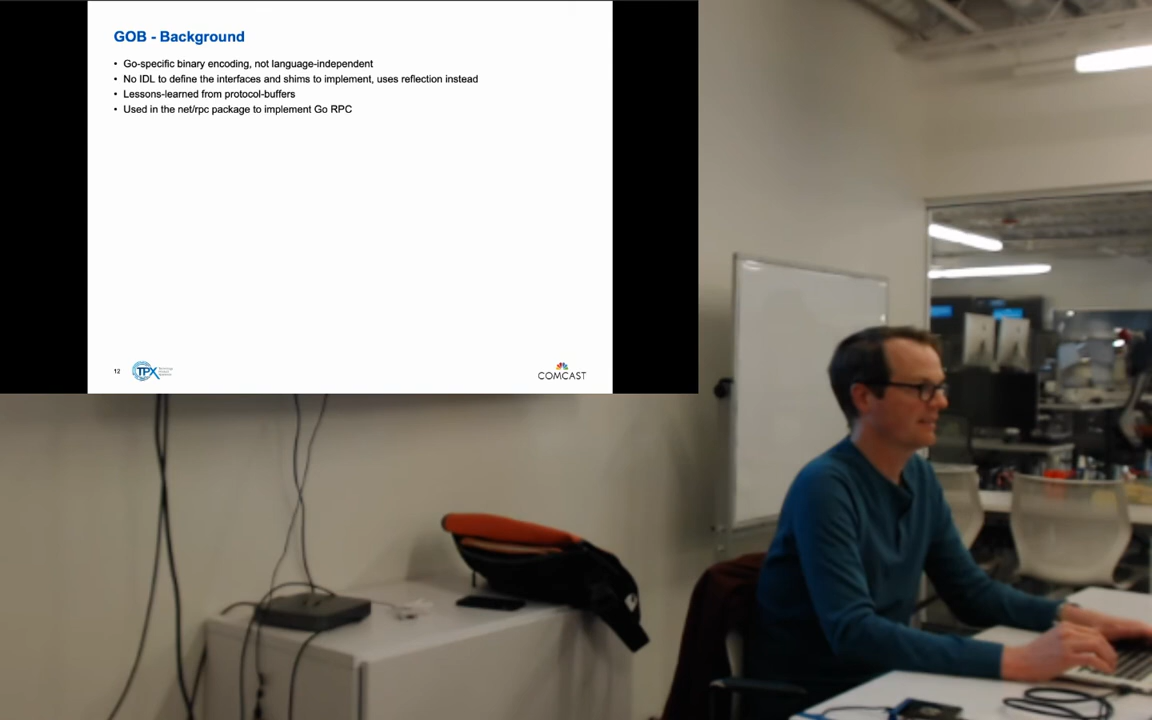 GOB - Background
• Go-specific binary encoding, not language-independent
• No IDL to define the interfaces and shims to implement, uses reflection instead
• Lessons-learned from protocol-buffers
• Used in the net/rpc package to implement Go RPC
12
TPX
COMCAST